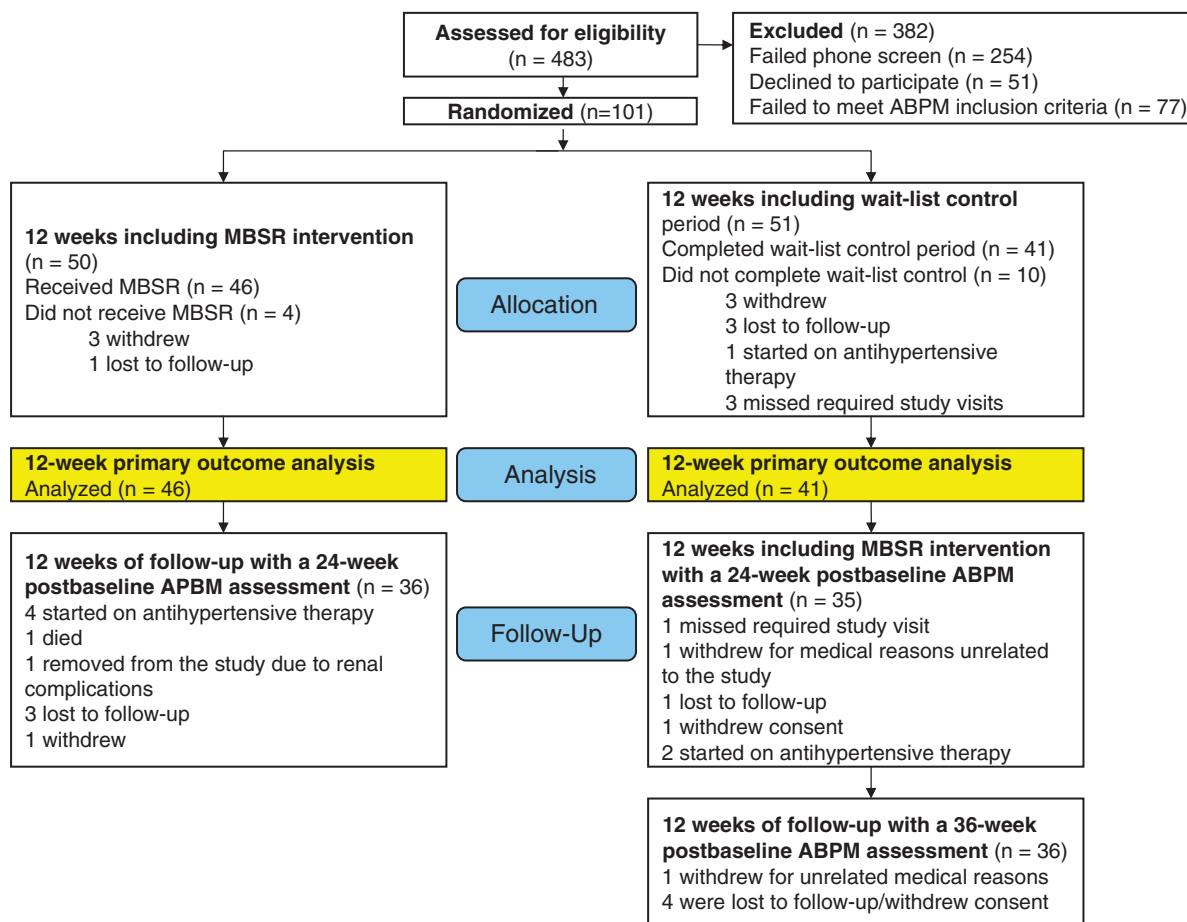 Assessed for eligibility
(n = 483)
Excluded (n = 382)
Failed phone screen (n = 254)
Declined to participate (n = 51)
Failed to meet ABPM inclusion criteria (n = 77)
Randomized (n=101)
12 weeks including MBSR intervention
(n = 50)
Received MBSR (n = 46)
Did not receive MBSR (n = 4)
3 withdrew
1 lost to follow-up
Allocation
12 weeks including wait-list control
period (n = 51)
Completed wait-list control period (n = 41)
Did not complete wait-list control (n = 10)
3 withdrew
3 lost to follow-up
1 started on antihypertensive
therapy
3 missed required study visits
12-week primary outcome analysis
Analyzed (n = 46)
Analysis
12-week primary outcome analysis
Analyzed (n = 41)
12 weeks of follow-up with a 24-week
postbaseline APBM assessment (n = 36)
4 started on antihypertensive therapy
1 died
1 removed from the study due to renal
complications
3 lost to follow-up
1 withdrew
Follow-Up
12 weeks including MBSR intervention
with a 24-week postbaseline ABPM
assessment (n = 35)
1 missed required study visit
1 withdrew for medical reasons unrelated
to the study
1 lost to follow-up
1 withdrew consent
2 started on antihypertensive therapy
12 weeks of follow-up with a 36-week
postbaseline ABPM assessment (n = 36)
1 withdrew for unrelated medical reasons
4 were lost to follow-up/withdrew consent